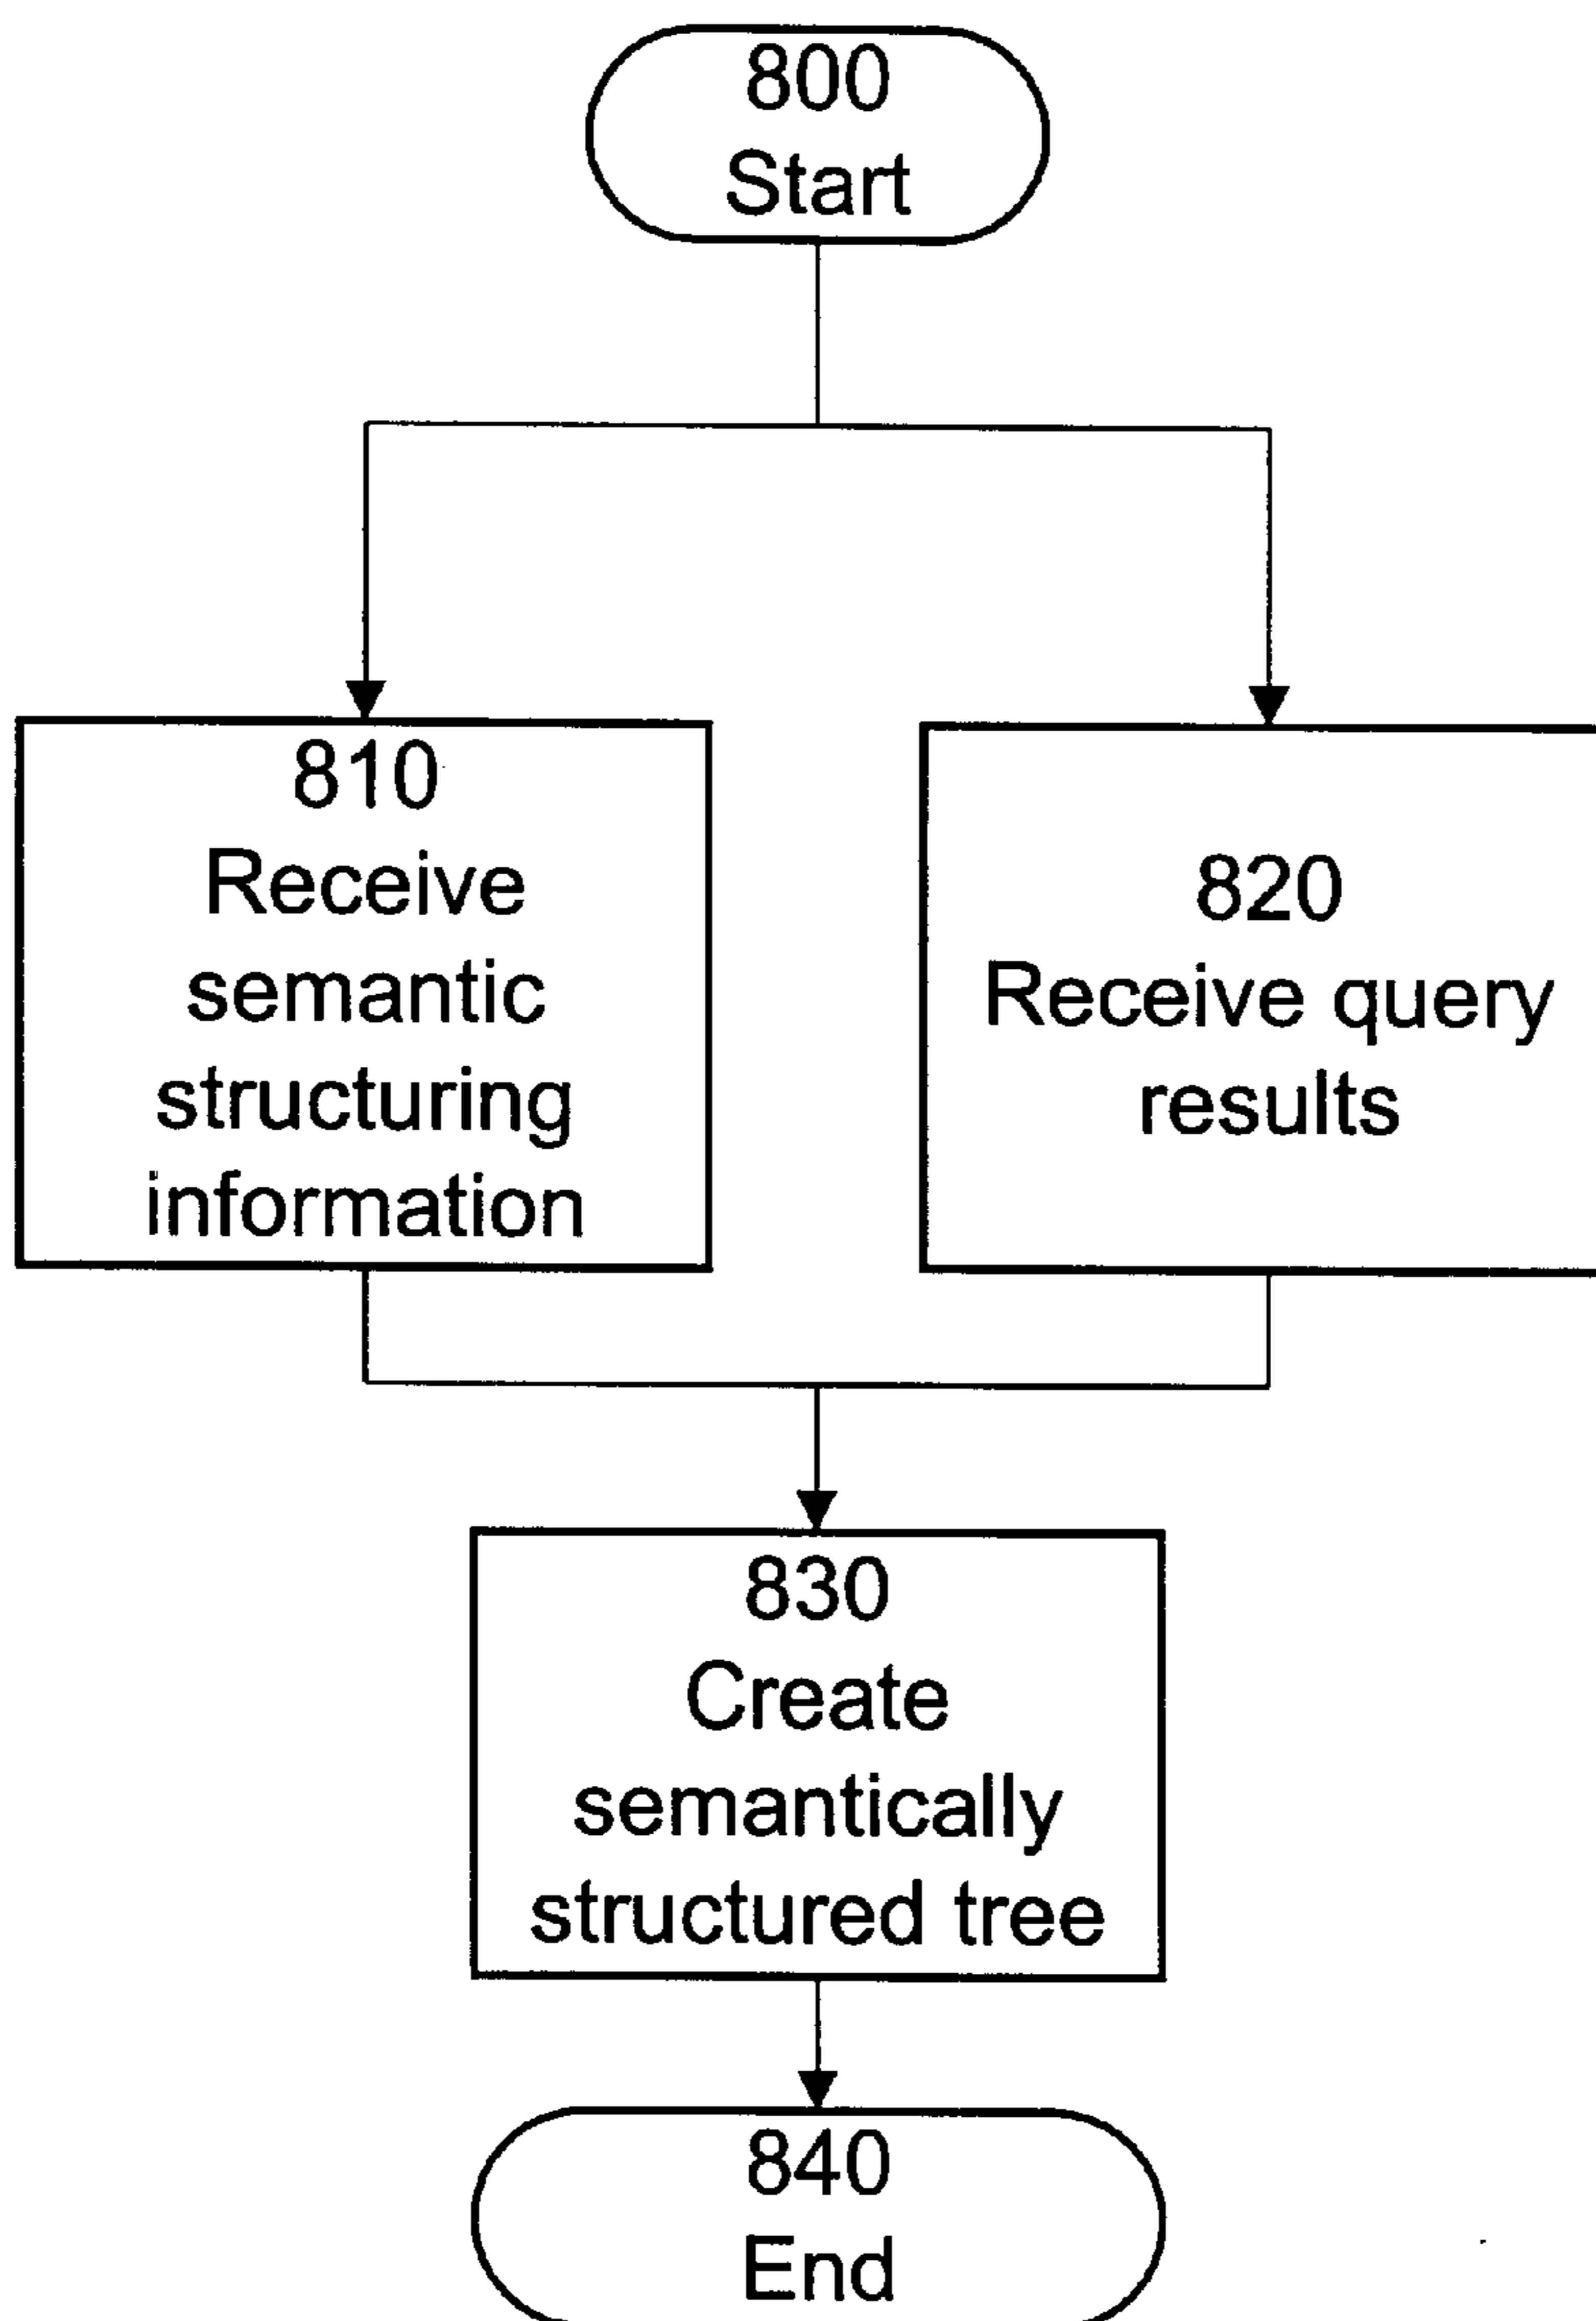 800
Start
810
Receive
semantic
structuring
information
820
Receive query
results
830
Create
semantically
structured tree
840
End